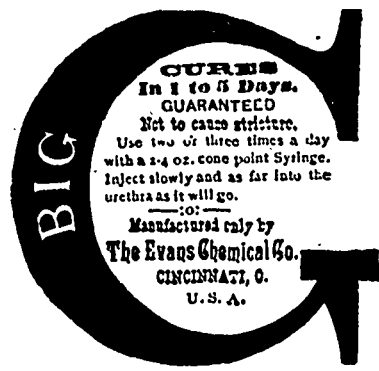 BIG G
CURES
In 1 to 5 Days.
GUARANTEED
Not to cause stricture.
Use two or three times a day
with a 1-4 oz. cone point Syringe.
Inject slowly and as far into the
urethra as it will go.
—:o:—
Manufactured only by
The Evans Chemical Co.
CINCINNATI, O.
U. S. A.